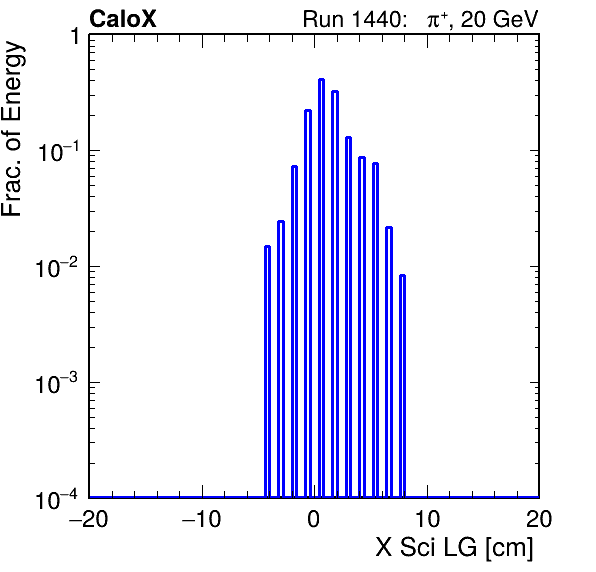 CaloX
Run 1440: π⁺, 20 GeV
Frac. of Energy
1
10⁻¹
10⁻²
10⁻³
10⁻⁴
−20
−10
0
10
20
X Sci LG [cm]